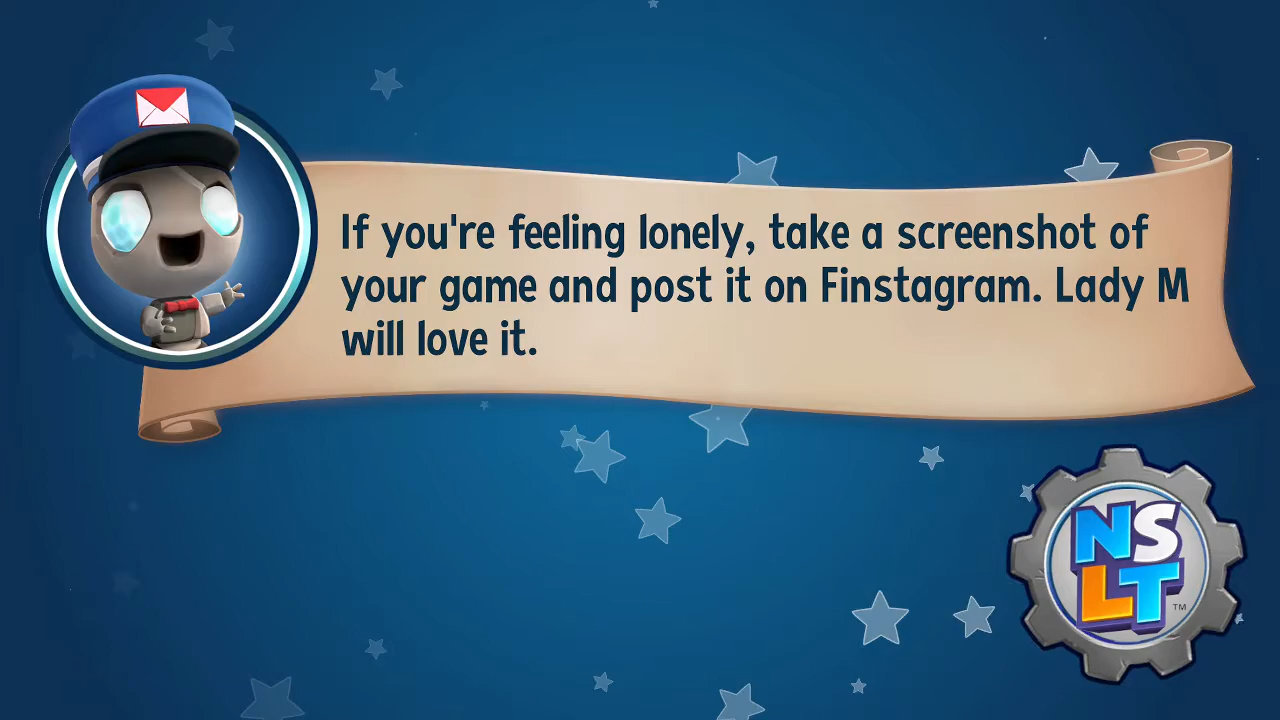 If you're feeling lonely, take a screenshot of
your game and post it on Finstagram. Lady M
will love it.
NS
LT
TM